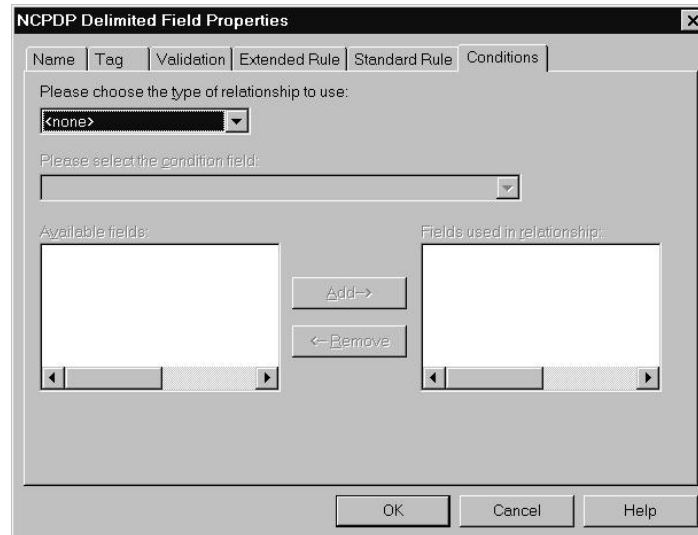 NCPDP Delimited Field Properties
Name Tag Validation Extended Rule Standard Rule Conditions
Please choose the type of relationship to use:
<none>
Please select the condition field:
Available fields:
Fields used in relationship:
Add-->
<-- Remove
OK Cancel Help